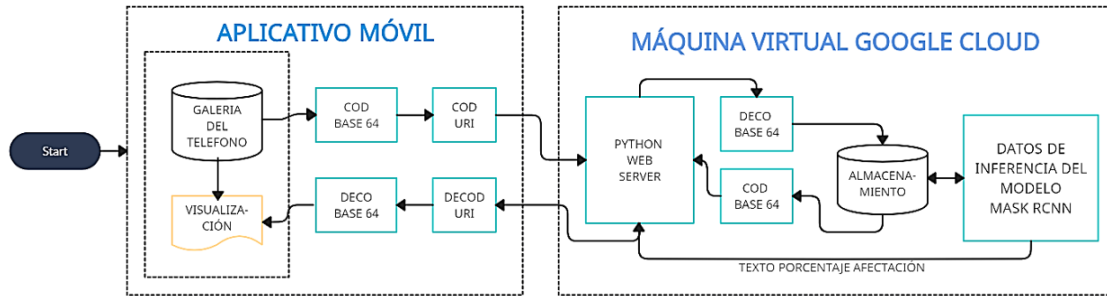 APLICATIVO MÓVIL
MÁQUINA VIRTUAL GOOGLE CLOUD
Start
GALERIA
DEL
TELEFONO
VISUALIZA-
CIÓN
COD
BASE 64
COD
URI
DECO
BASE 64
DECOD
URI
PYTHON
WEB
SERVER
DECO
BASE 64
COD
BASE 64
ALMACENA-
MIENTO
DATOS DE
INFERENCIA DEL
MODELO
MASK RCNN
TEXTO PORCENTAJE AFECTACIÓN